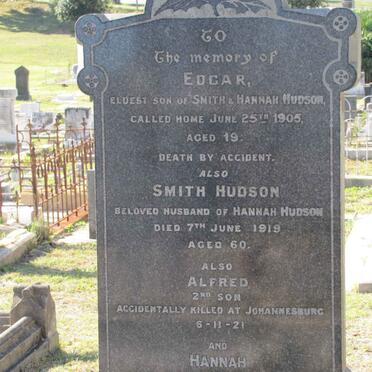 TO
The memory of
EDGAR,
ELDEST SON OF SMITH & HANNAH HUDSON,
CALLED HOME JUNE 25TH 1905,
AGED 19.
DEATH BY ACCIDENT.
ALSO
SMITH HUDSON
BELOVED HUSBAND OF HANNAH HUDSON
DIED 7TH JUNE 1919
AGED 60.
ALSO
ALFRED
2ND SON
ACCIDENTALLY KILLED AT JOHANNESBURG
6-11-21
AND
HANNAH